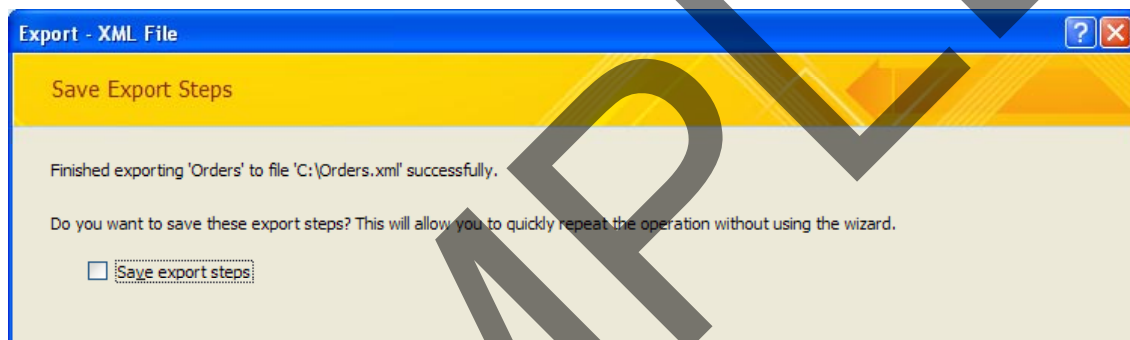 Export - XML File
Save Export Steps
Finished exporting 'Orders' to file 'C:\Orders.xml' successfully.
Do you want to save these export steps? This will allow you to quickly repeat the operation without using the wizard.
Save export steps